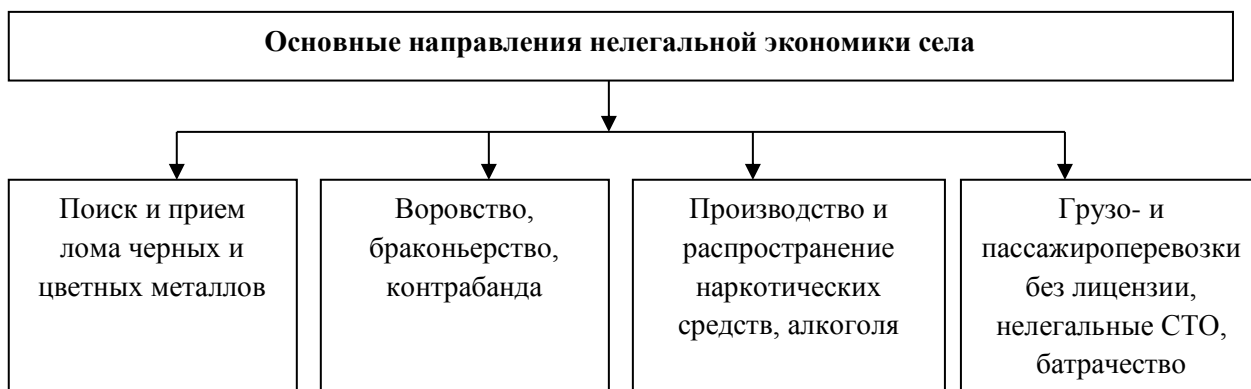 Основные направления нелегальной экономики села
Поиск и прием
лома черных и
цветных металлов
Воровство,
браконьерство,
контрабанда
Производство и
распространение
наркотических
средств, алкоголя
Грузо- и
пассажироперевозки
без лицензии,
нелегальные СТО,
батрачество